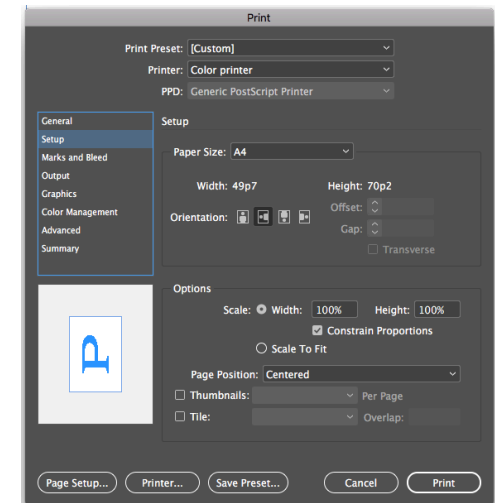 Print
Print Preset: [Custom]
Printer: Color printer
PPD: Generic PostScript Printer
General
Setup
Marks and Bleed
Output
Graphics
Color Management
Advanced
Summary
Setup
Paper Size: A4
Width: 49p7 Height: 70p2
Orientation: Offset:
Gap:
Transverse
Options
Scale: Width: 100% Height: 100%
Constrain Proportions
Scale To Fit
Page Position: Centered
Thumbnails: Per Page
Tile: Overlap:
P
Page Setup... Printer... Save Preset... Cancel Print